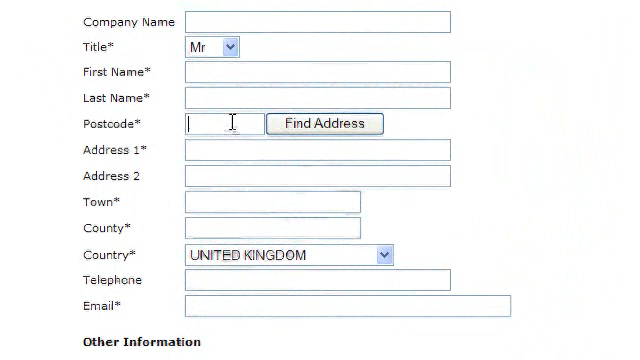 Company Name
Title* Mr
First Name*
Last Name*
Postcode* Find Address
Address 1*
Address 2
Town*
County*
Country* UNITED KINGDOM
Telephone
Email*
Other Information